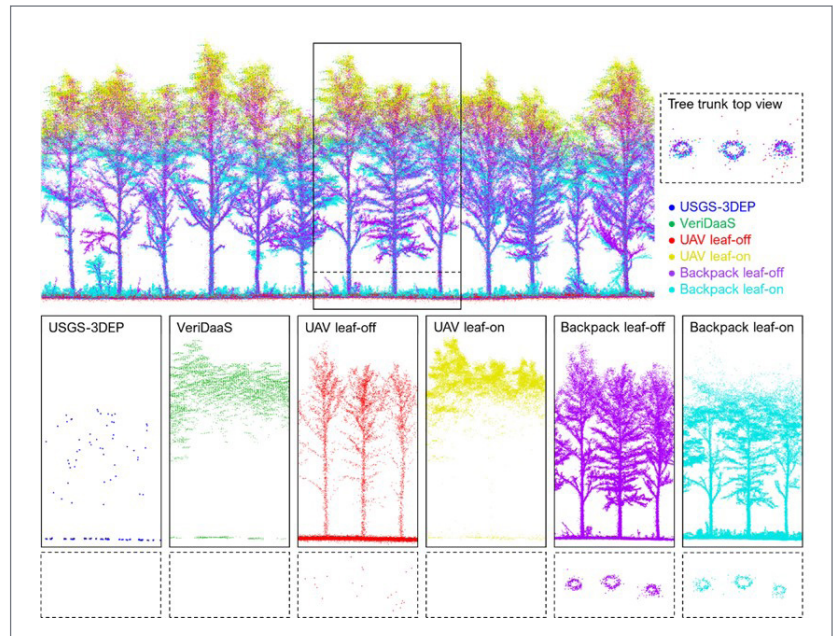 Tree trunk top view
USGS-3DEP
VeriDaaS
UAV leaf-off
UAV leaf-on
Backpack leaf-off
Backpack leaf-on
USGS-3DEP
VeriDaaS
UAV leaf-off
UAV leaf-on
Backpack leaf-off
Backpack leaf-on